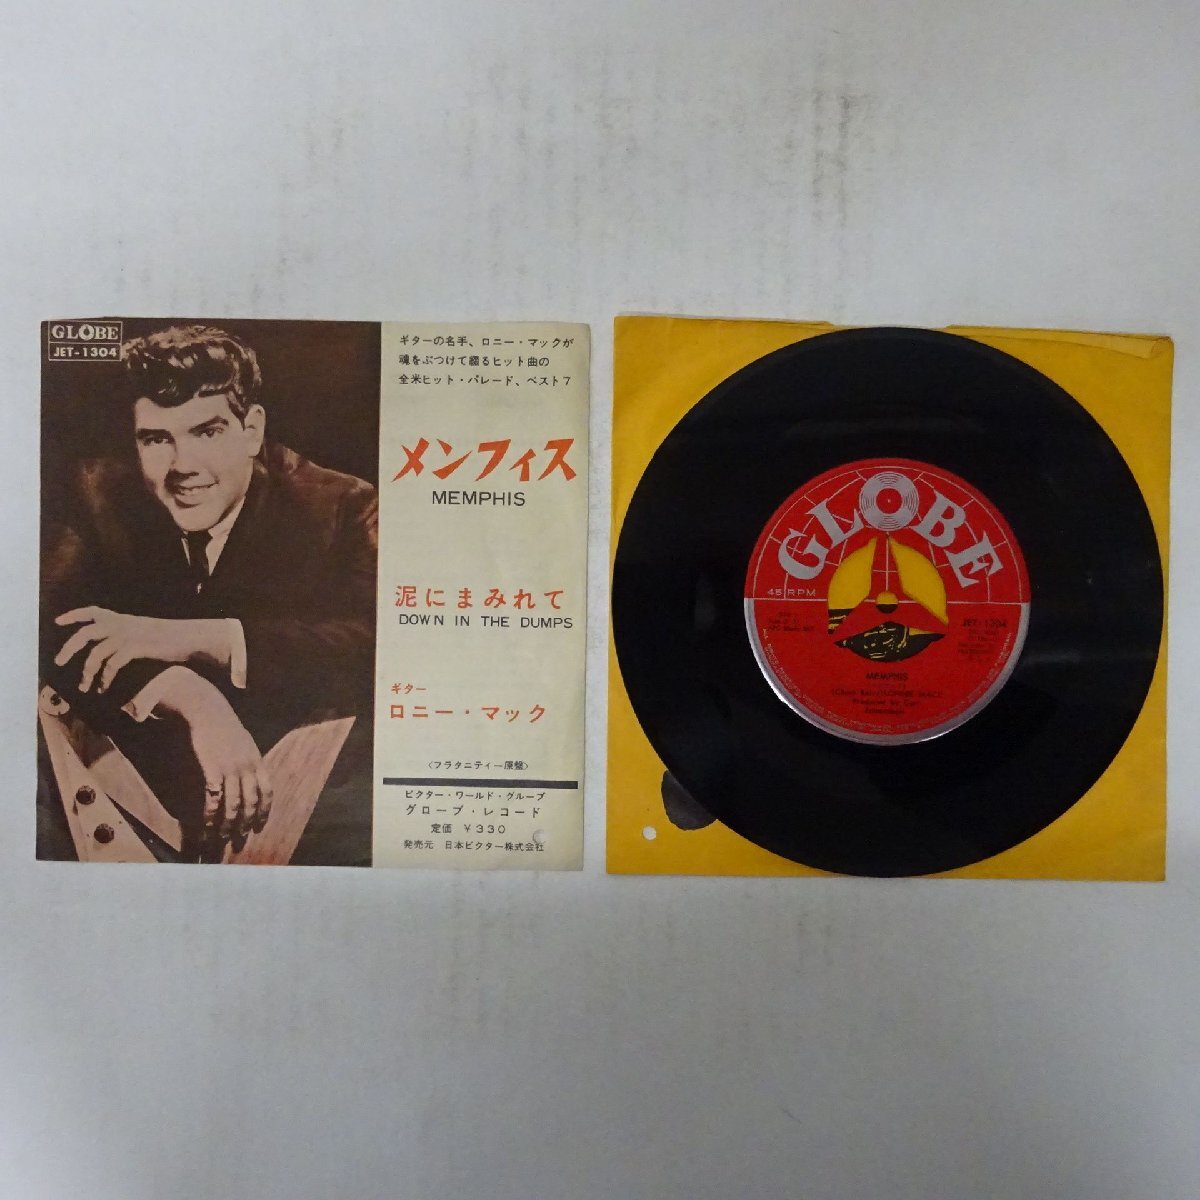 GLOBE
JET-1304
ギターの名手、ロニー・マックが
魂をぶつけて綴るヒット曲の
全米ヒット・パレード、ベスト7
メンフィス
MEMPHIS
泥にまみれて
DOWN IN THE DUMPS
ギター
ロニー・マック
〈フラタニティー原盤〉
ビクター・ワールド・グループ
グローブ・レコード
定価 ¥330
発売元 日本ビクター株式会社
GLOBE
45 RPM
JET-1304
MEMPHIS